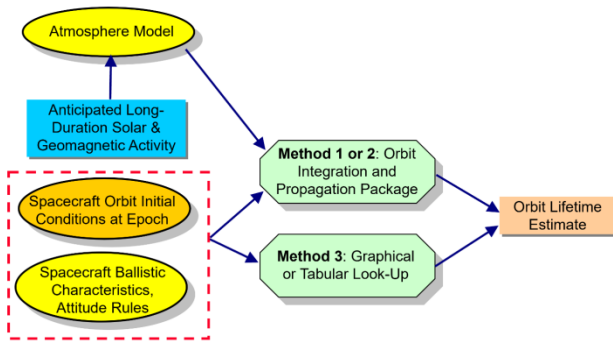 Atmosphere Model
Anticipated Long-
Duration Solar &
Geomagnetic Activity
Spacecraft Orbit Initial
Conditions at Epoch
Spacecraft Ballistic
Characteristics,
Attitude Rules
Method 1 or 2: Orbit
Integration and
Propagation Package
Method 3: Graphical
or Tabular Look-Up
Orbit Lifetime
Estimate